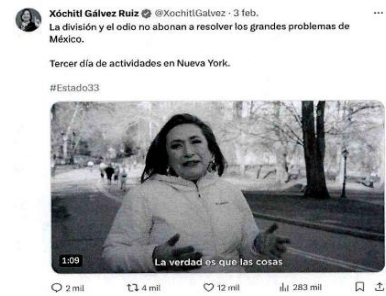 Xóchitl Gálvez Ruiz @XochitlGalvez · 3 feb.
La división y el odio no abonan a resolver los grandes problemas de
México.
Tercer día de actividades en Nueva York.
#Estado33
1:09
La verdad es que las cosas
2 mil 4 mil 12 mil 283 mil